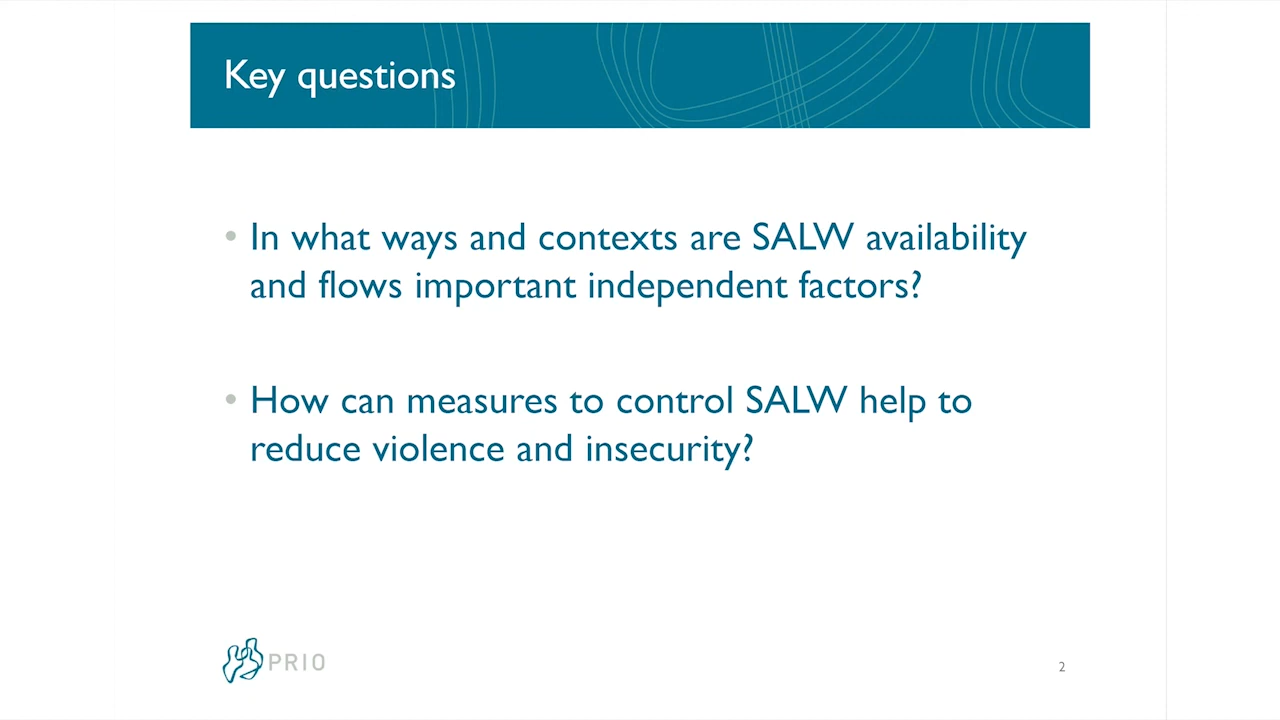 Key questions
• In what ways and contexts are SALW availability
and flows important independent factors?
• How can measures to control SALW help to
reduce violence and insecurity?
PRIO
2